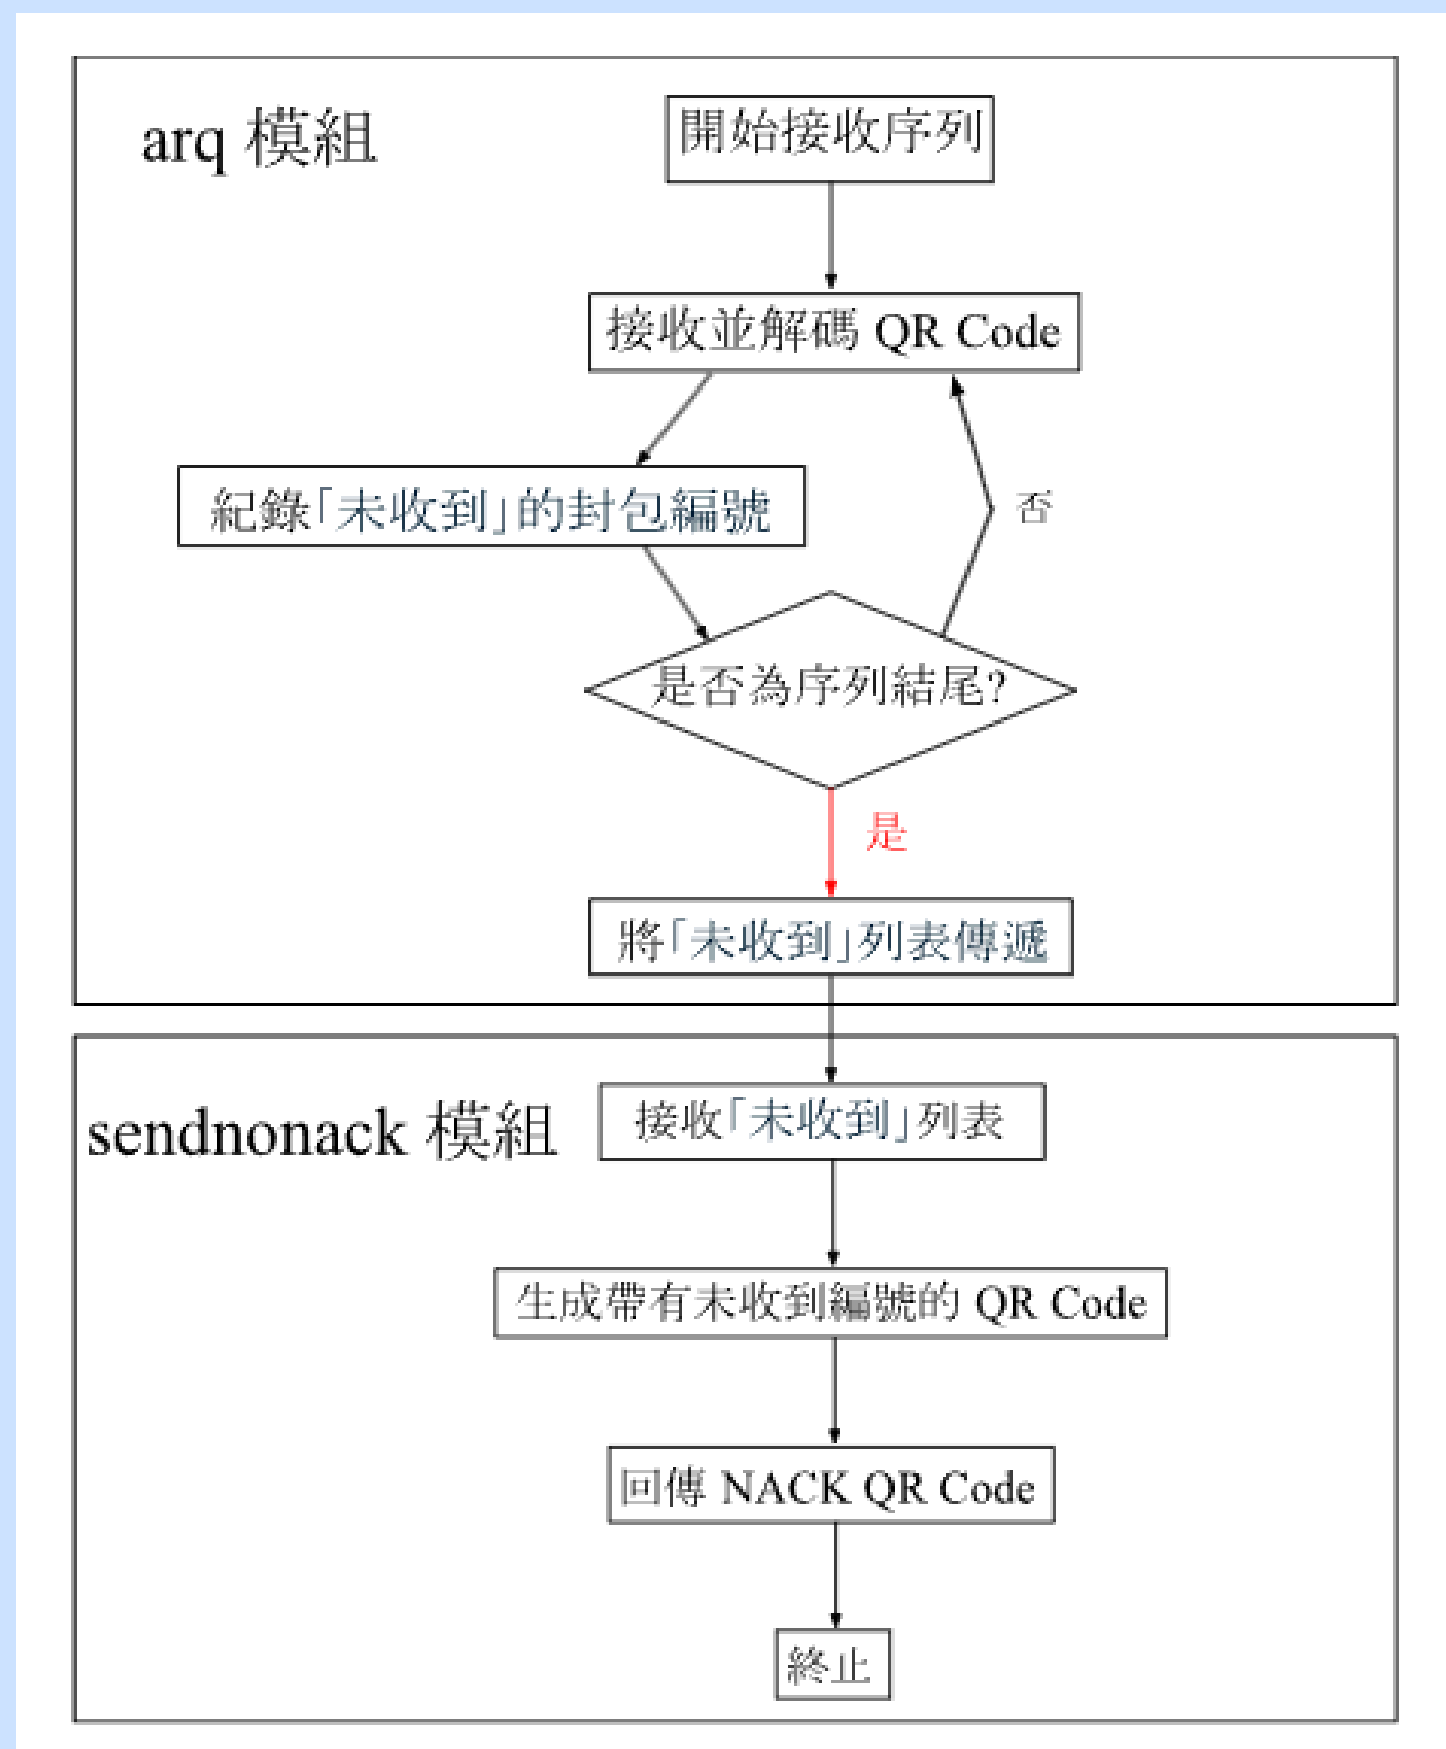 arq 模組
開始接收序列
接收並解碼 QR Code
紀錄「未收到」的封包編號
否
是否為序列結尾?
是
將「未收到」列表傳遞
sendnonack 模組
接收「未收到」列表
生成帶有未收到編號的 QR Code
回傳 NACK QR Code
終止